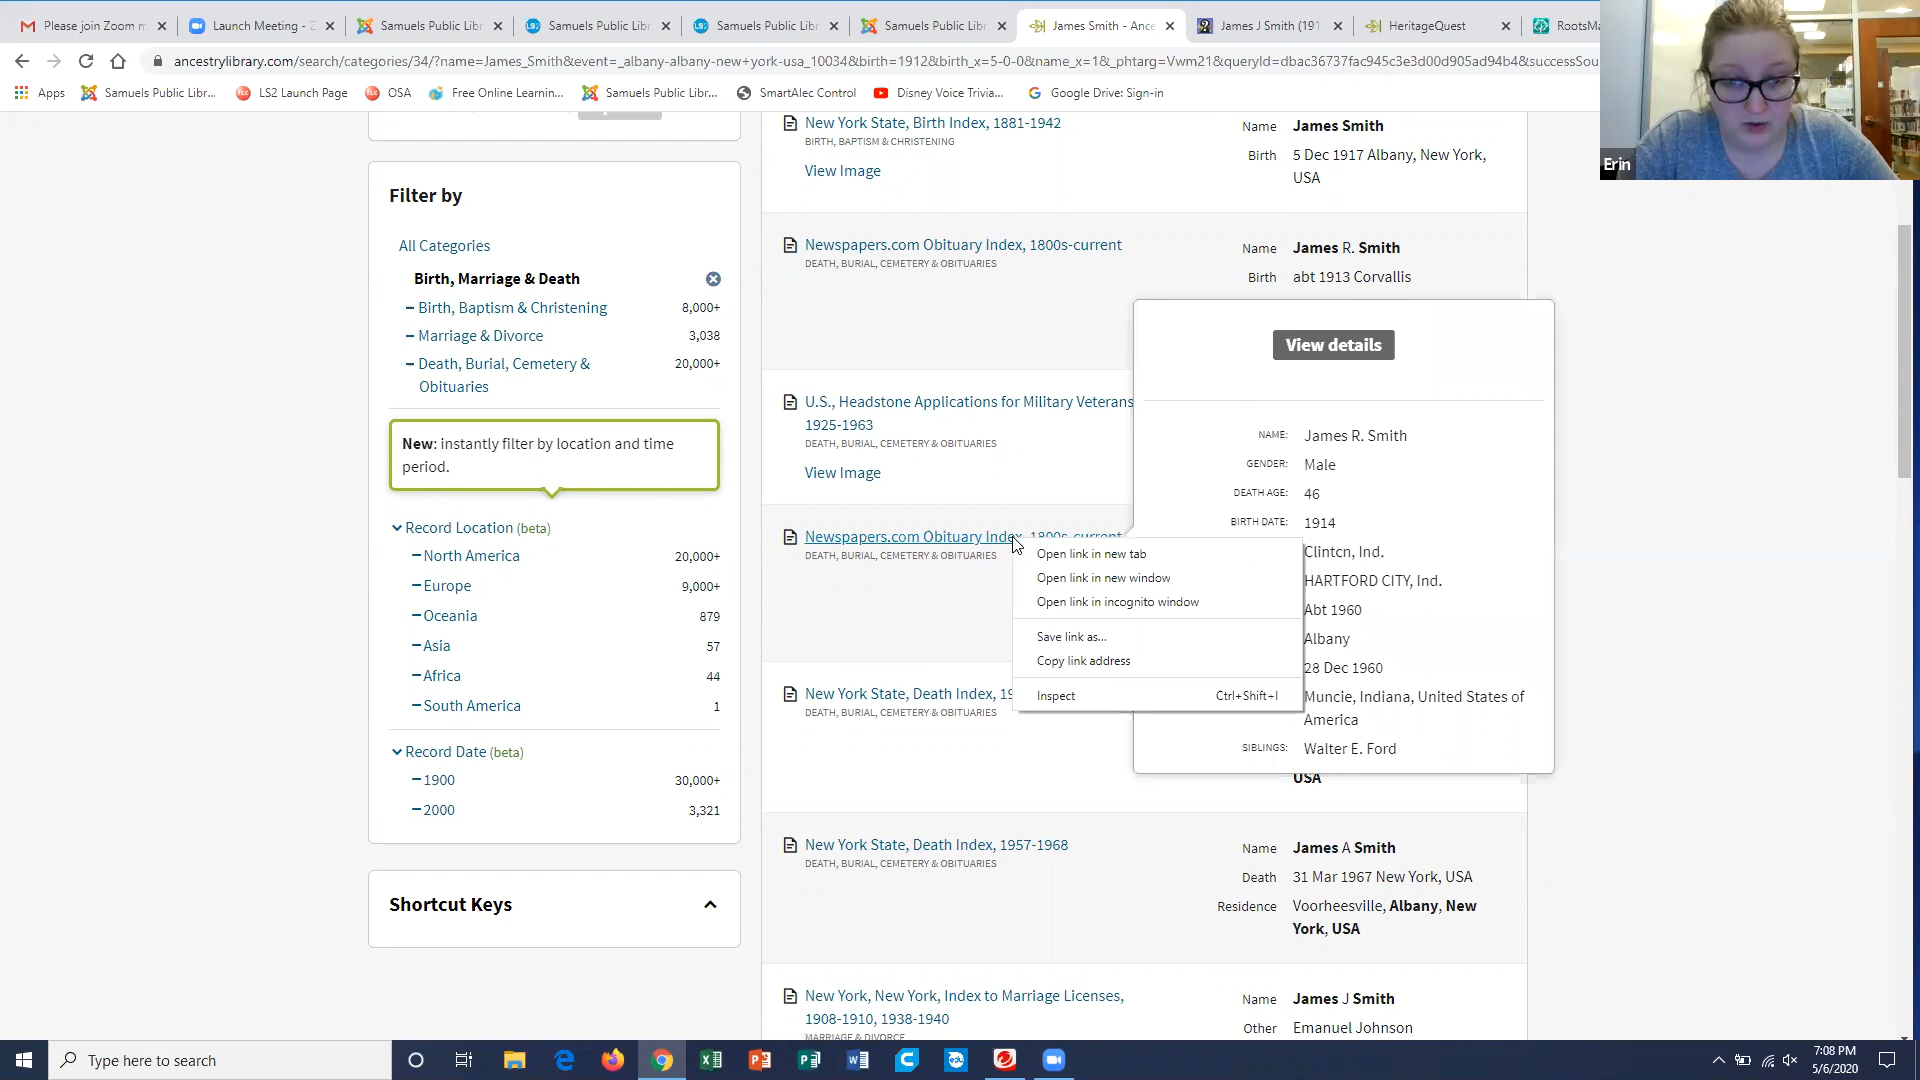 Please join Zoom m
Launch Meeting - Z
Samuels Public Libr
Samuels Public Libr
Samuels Public Libr
Samuels Public Libr
James Smith - Ance
James J Smith (191
HeritageQuest
RootsMa
ancestrylibrary.com/search/categories/34/?name=James_Smith&event=_albany-albany-new+york-usa_10034&birth=1912&birth_x=5-0-0&name_x=1&_phtarg=Vwm21&queryId=dbac36737fac945c3e3d00d905ad94b4&successSou
Apps
Samuels Public Libr...
LS2 Launch Page
OSA
Free Online Learnin...
Samuels Public Libr...
SmartAlec Control
Disney Voice Trivia...
Google Drive: Sign-in
Erin
Filter by
All Categories
Birth, Marriage & Death
Birth, Baptism & Christening 8,000+
Marriage & Divorce 3,038
Death, Burial, Cemetery & 20,000+
Obituaries
New: instantly filter by location and time
period.
Record Location (beta)
North America 20,000+
Europe 9,000+
Oceania 879
Asia 57
Africa 44
South America 1
Record Date (beta)
1900 30,000+
2000 3,321
Shortcut Keys
New York State, Birth Index, 1881-1942
BIRTH, BAPTISM & CHRISTENING
View Image
Name James Smith
Birth 5 Dec 1917 Albany, New York,
USA
Newspapers.com Obituary Index, 1800s-current
DEATH, BURIAL, CEMETERY & OBITUARIES
Name James R. Smith
Birth abt 1913 Corvallis
U.S., Headstone Applications for Military Veterans
1925-1963
DEATH, BURIAL, CEMETERY & OBITUARIES
View Image
Newspapers.com Obituary Index, 1800s-current
DEATH, BURIAL, CEMETERY & OBITUARIES
Open link in new tab
Open link in new window
Open link in incognito window
Save link as...
Copy link address
Inspect Ctrl+Shift+I
View details
NAME: James R. Smith
GENDER: Male
DEATH AGE: 46
BIRTH DATE: 1914
Clintcn, Ind.
HARTFORD CITY, Ind.
Abt 1960
Albany
28 Dec 1960
Muncie, Indiana, United States of
America
SIBLINGS: Walter E. Ford
USA
New York State, Death Index, 19
DEATH, BURIAL, CEMETERY & OBITUARIES
New York State, Death Index, 1957-1968
DEATH, BURIAL, CEMETERY & OBITUARIES
Name James A Smith
Death 31 Mar 1967 New York, USA
Residence Voorheesville, Albany, New
York, USA
New York, New York, Index to Marriage Licenses,
1908-1910, 1938-1940
MARRIAGE & DIVORCE
Name James J Smith
Other Emanuel Johnson
Type here to search
7:08 PM
5/6/2020